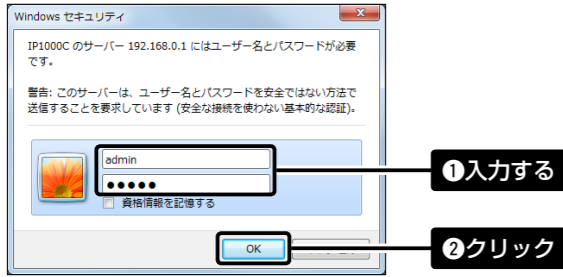 Windows セキュリティ
IP1000C のサーバー 192.168.0.1 にはユーザー名とパスワードが必要
です。
警告: このサーバーは、ユーザー名とパスワードを安全ではない方法で
送信することを要求しています (安全な接続を使わない基本的な認証)。
admin
●●●●●
❶入力する
資格情報を記憶する
OK
❷クリック